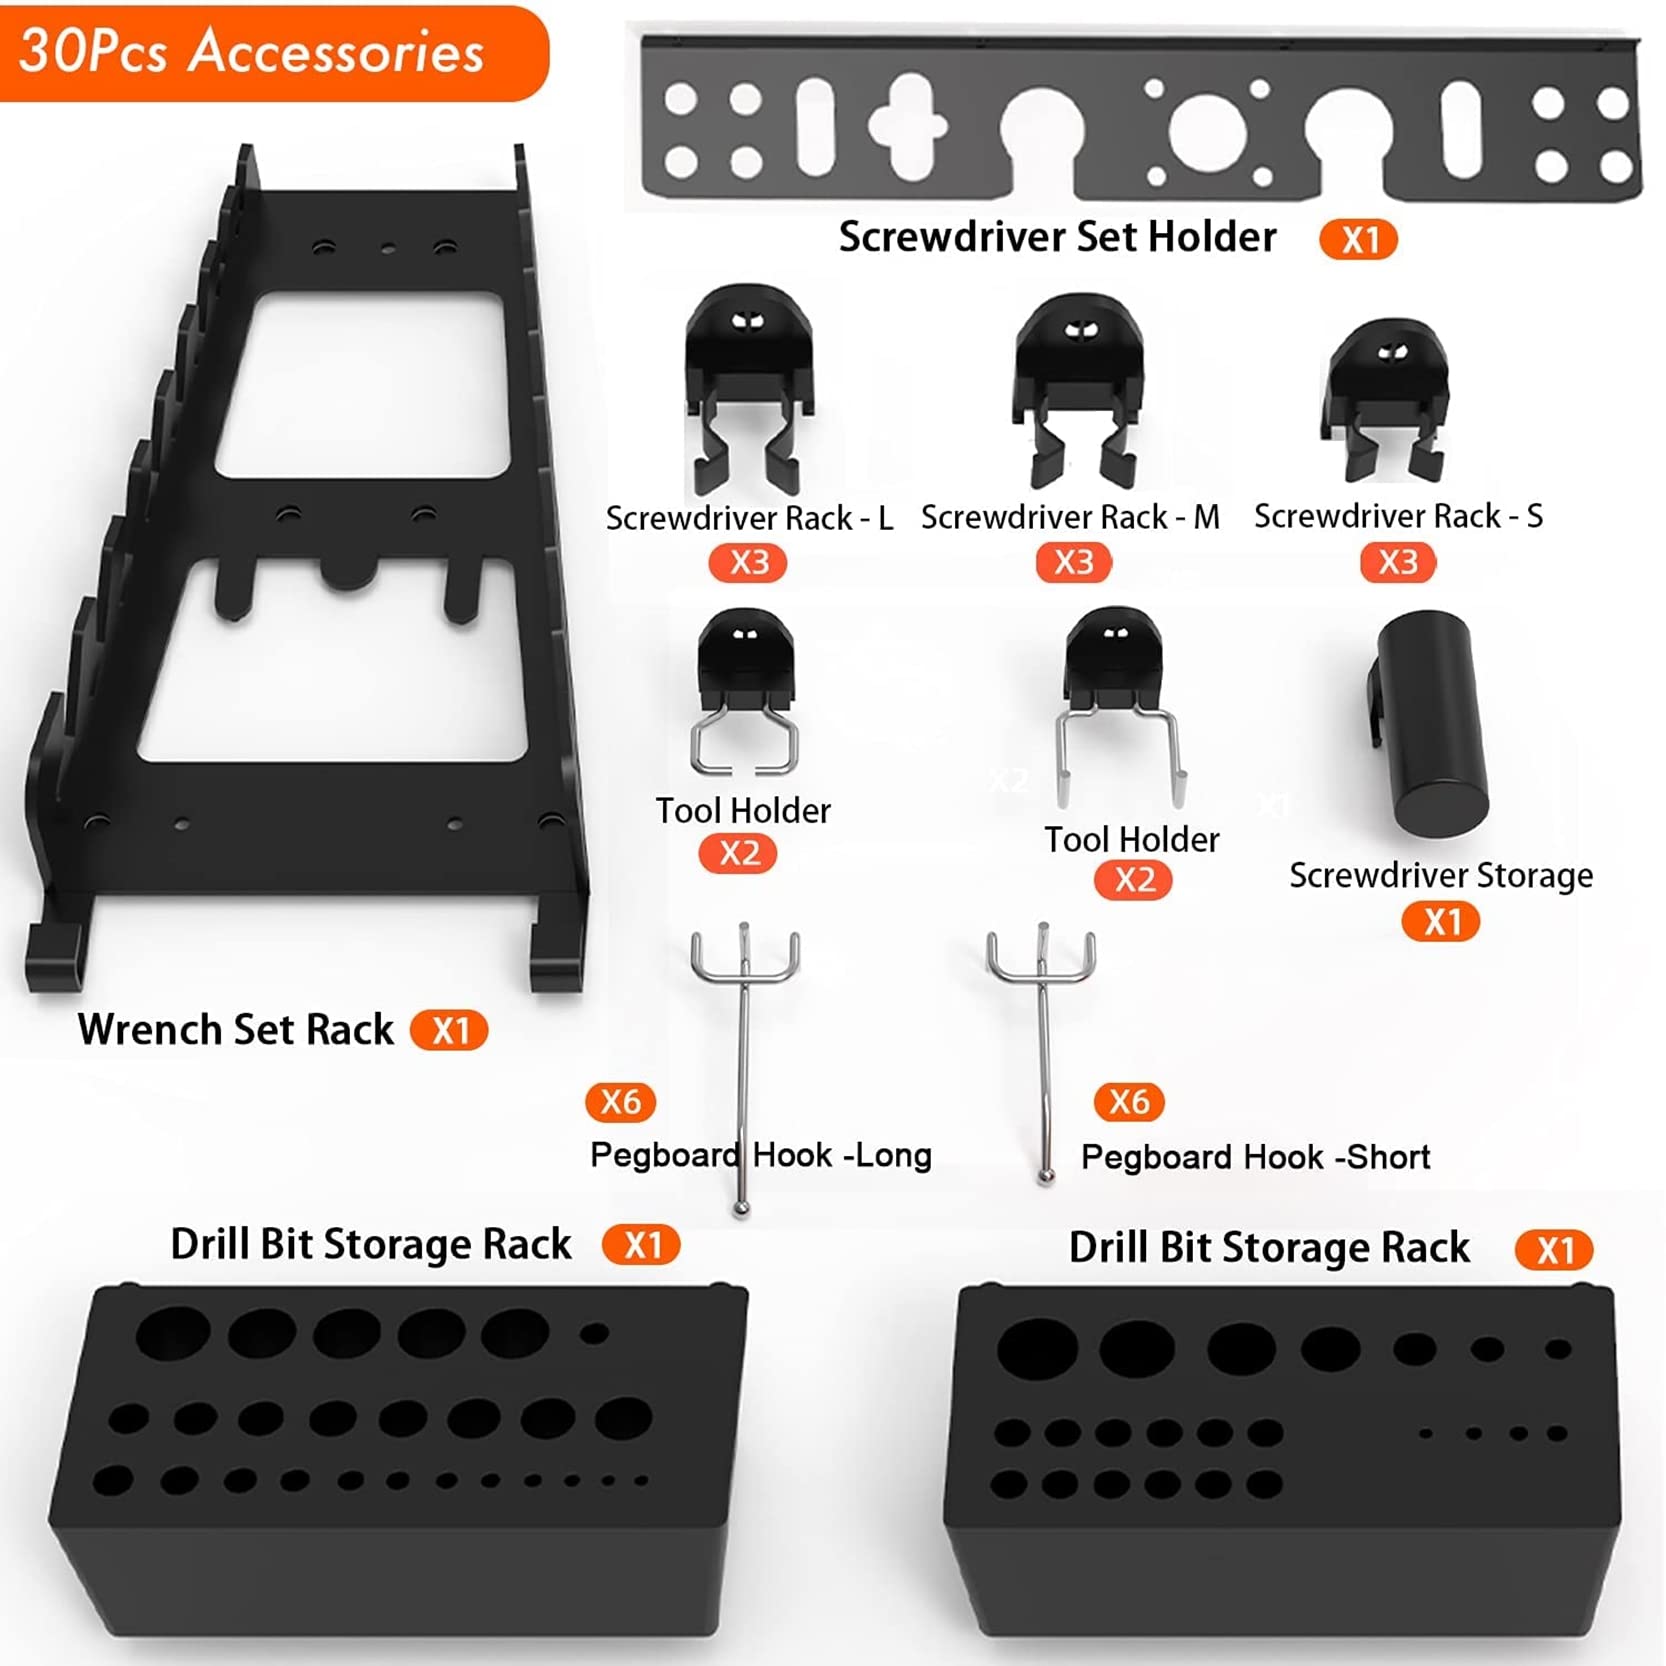 30Pcs Accessories
Screwdriver Set Holder X1
Screwdriver Rack - L
X3
Screwdriver Rack - M
X3
Screwdriver Rack - S
X3
Tool Holder
X2
X2
Tool Holder
X2
X1
Screwdriver Storage
X1
Wrench Set Rack X1
X6
Pegboard Hook -Long
X6
Pegboard Hook -Short
Drill Bit Storage Rack X1
Drill Bit Storage Rack X1